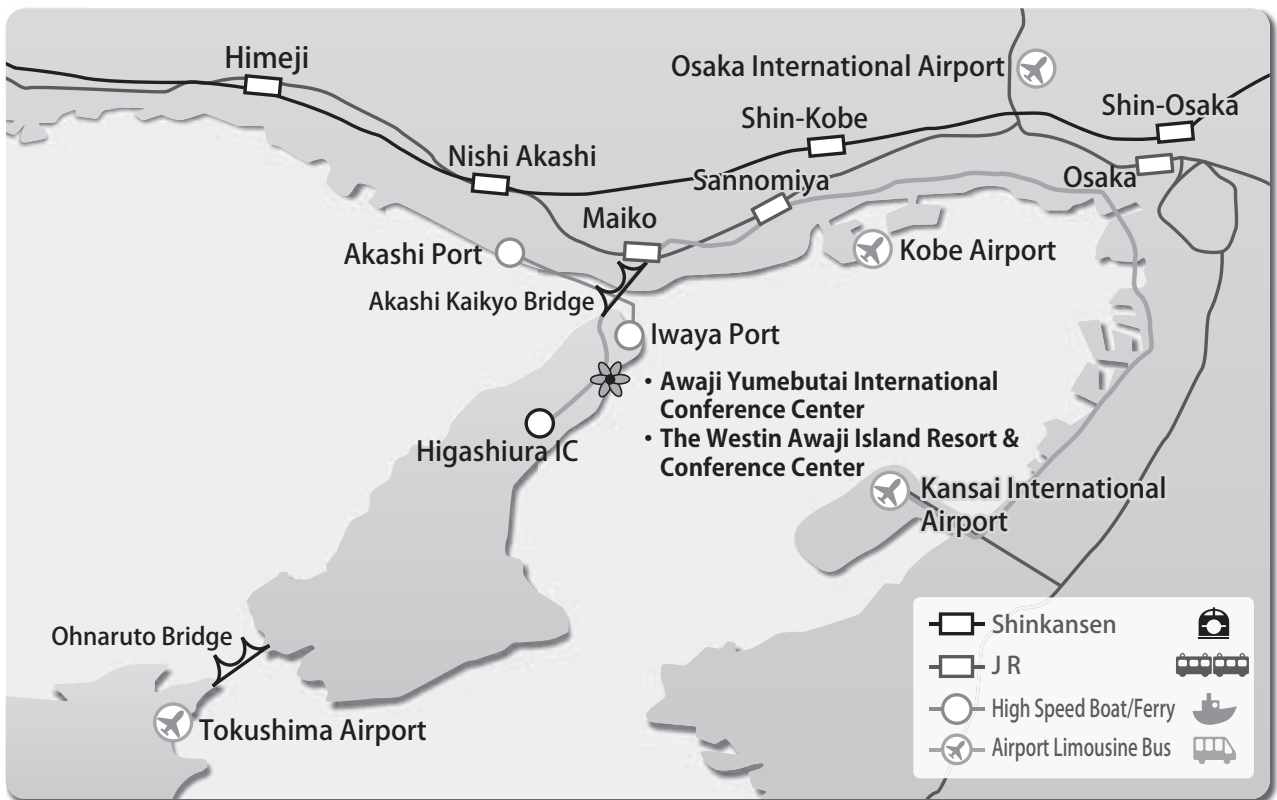 Himeji
Osaka International Airport
Shin-Osaka
Shin-Kobe
Nishi Akashi
Sannomiya
Osaka
Maiko
Akashi Port
Kobe Airport
Akashi Kaikyo Bridge
Iwaya Port
• Awaji Yumebutai International
Conference Center
• The Westin Awaji Island Resort &
Conference Center
Higashiura IC
Kansai International
Airport
Ohnaruto Bridge
Tokushima Airport
Shinkansen
J R
High Speed Boat/Ferry
Airport Limousine Bus